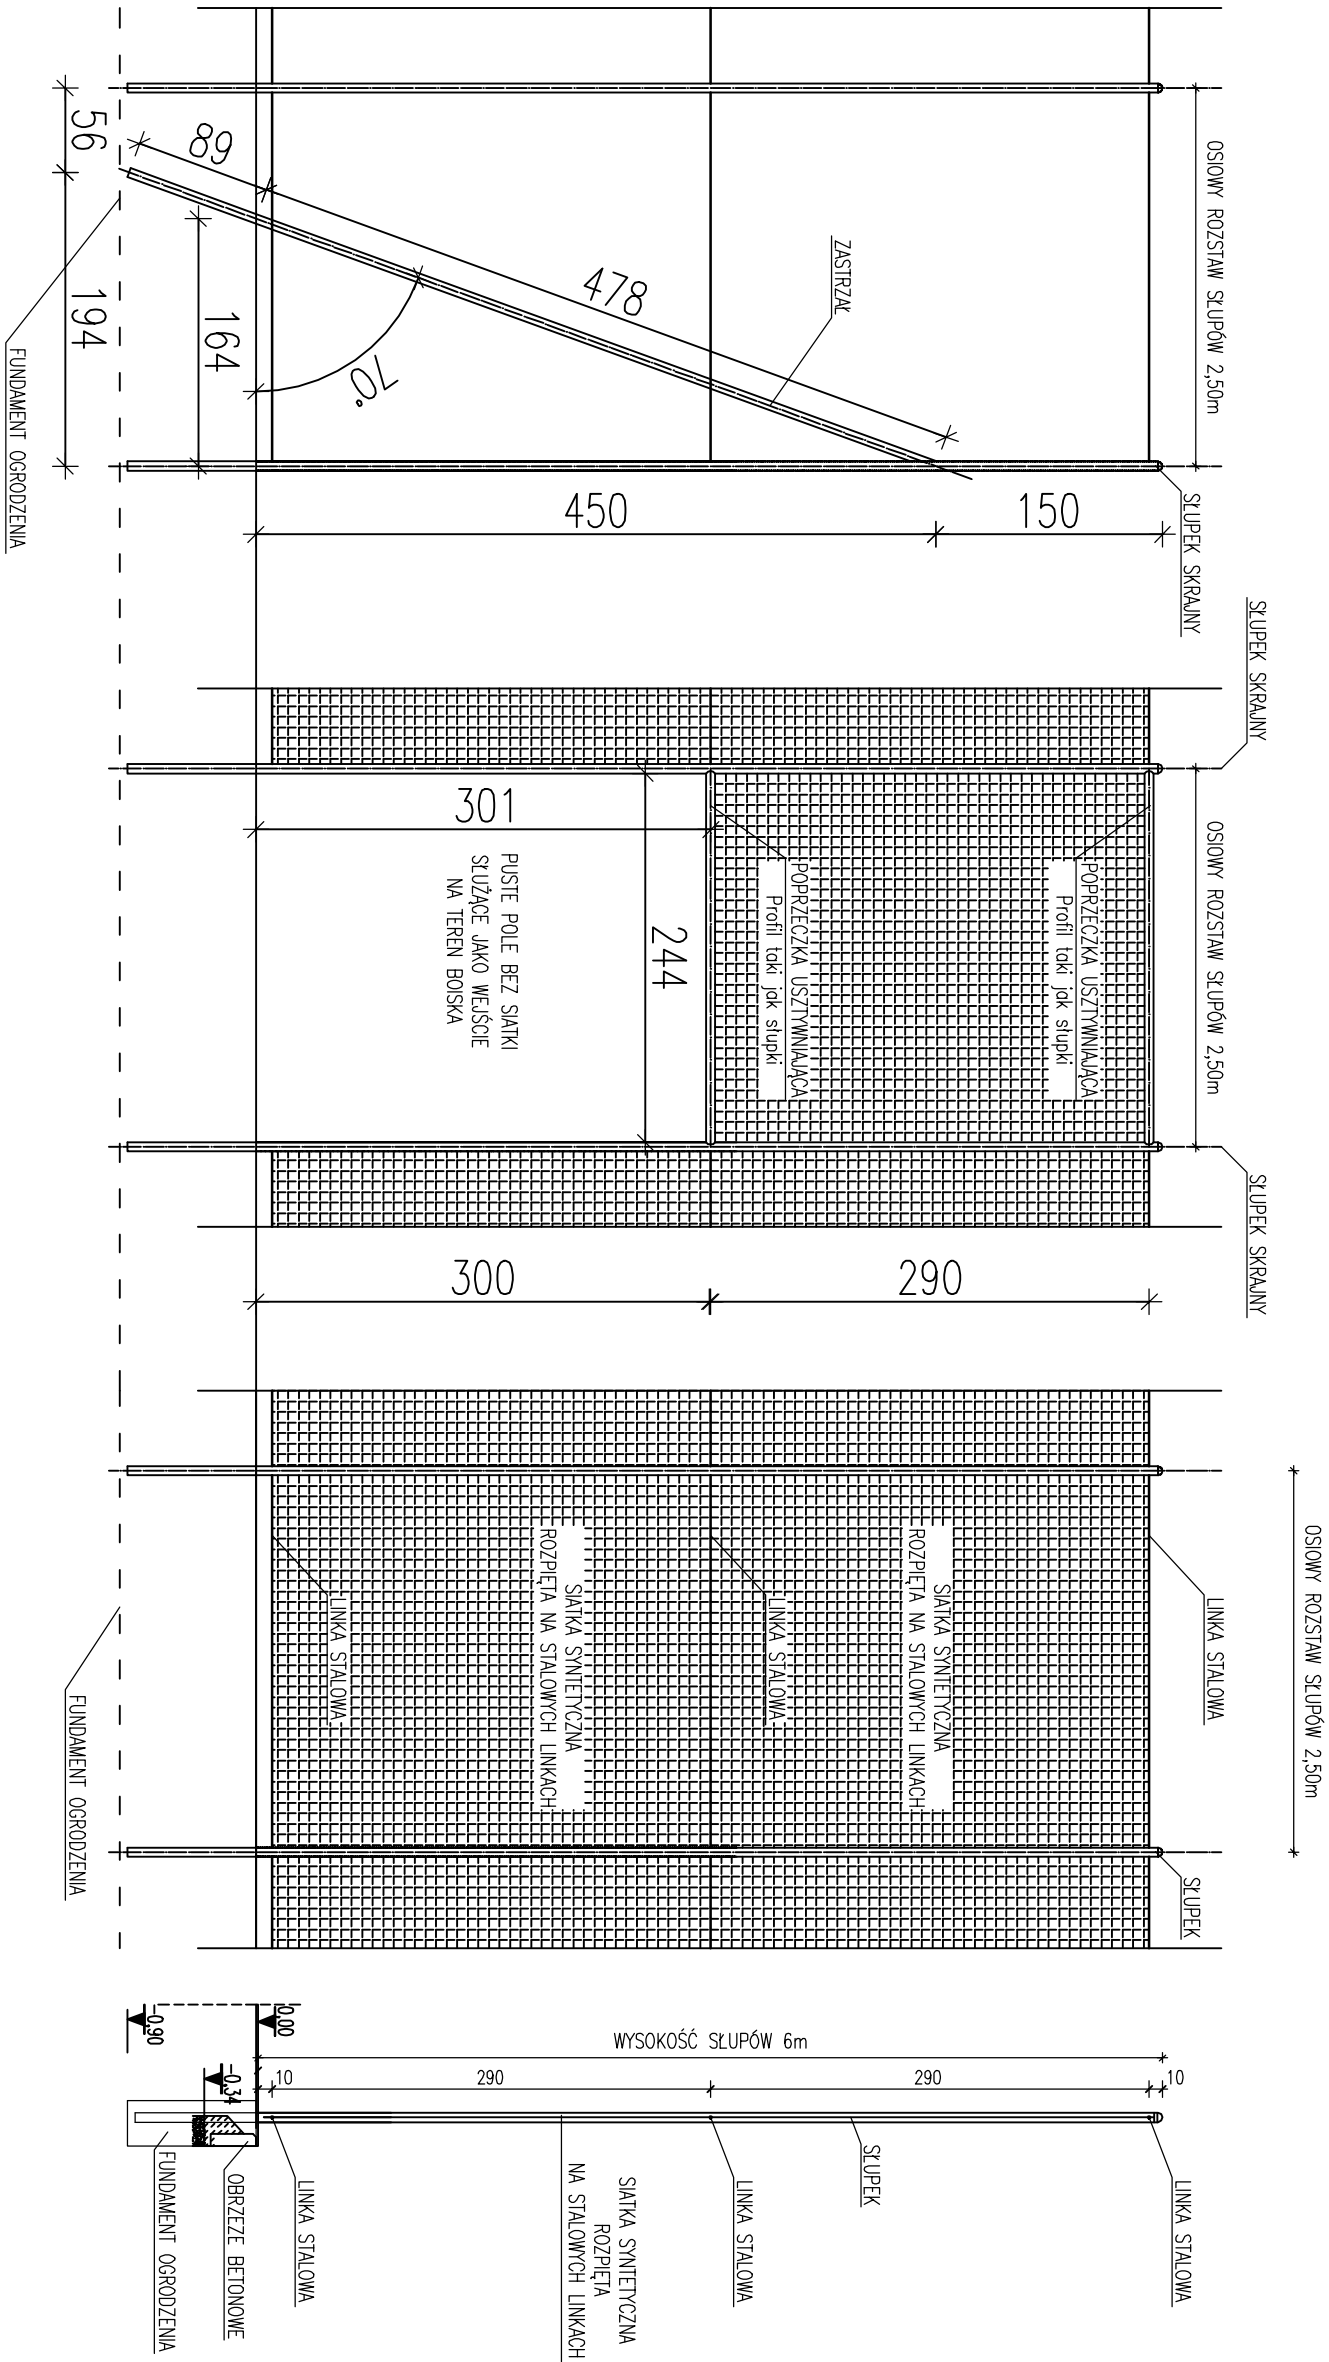 OSIOWY ROZSTAW SŁUPÓW 2,50m
ZASTRZAŁ
SŁUPEK SKRAJNY
150
450
478
89
70°
164
56
194
FUNDAMENT OGRODZENIA
SŁUPEK SKRAJNY
OSIOWY ROZSTAW SŁUPÓW 2,50m
SŁUPEK SKRAJNY
POPRZECZKA USZTYWNIAJĄCA
Profil taki jak słupki
POPRZECZKA USZTYWNIAJĄCA
Profil taki jak słupki
244
301
PUSTE POLE BEZ SIATKI
SŁUŻĄCE JAKO WEJŚCIE
NA TEREN BOISKA
290
300
OSIOWY ROZSTAW SŁUPÓW 2,50m
LINKA STALOWA
SŁUPEK
SIATKA SYNTETYCZNA
ROZPIĘTA NA STALOWYCH LINKACH
LINKA STALOWA
SIATKA SYNTETYCZNA
ROZPIĘTA NA STALOWYCH LINKACH
LINKA STALOWA
FUNDAMENT OGRODZENIA
WYSOKOŚĆ SŁUPÓW 6m
10
290
290
10
LINKA STALOWA
SŁUPEK
LINKA STALOWA
SIATKA SYNTETYCZNA
ROZPIĘTA
NA STALOWYCH LINKACH
LINKA STALOWA
0,00
-0,34
-0,90
OBRZEŻE BETONOWE
FUNDAMENT OGRODZENIA